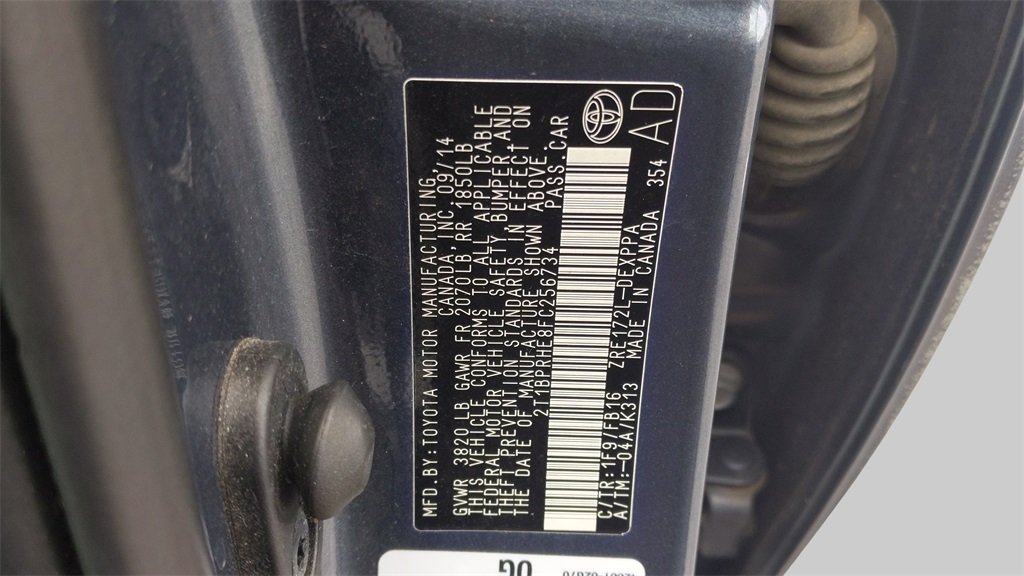 MFD.BY:TOYOTA MOTOR MANUFACTURING,
CANADA,INC. 09/14
GVWR 3820 LB GAWR FR 2070LB RR 1850LB
THIS VEHICLE CONFORMS TO ALL APPLICABLE
FEDERAL MOTOR VEHICLE SAFETY,BUMPER,AND
THEFT PREVENTION STANDARDS IN EFFECT ON
THE DATE OF MANUFACTURE SHOWN ABOVE.
2T1BPRHE8FC256734 PASS.CAR
C/TR:1F9/FB16 ZRE172L-DEXPPA 354
A/TM:-04A/K313 MADE IN CANADA AD